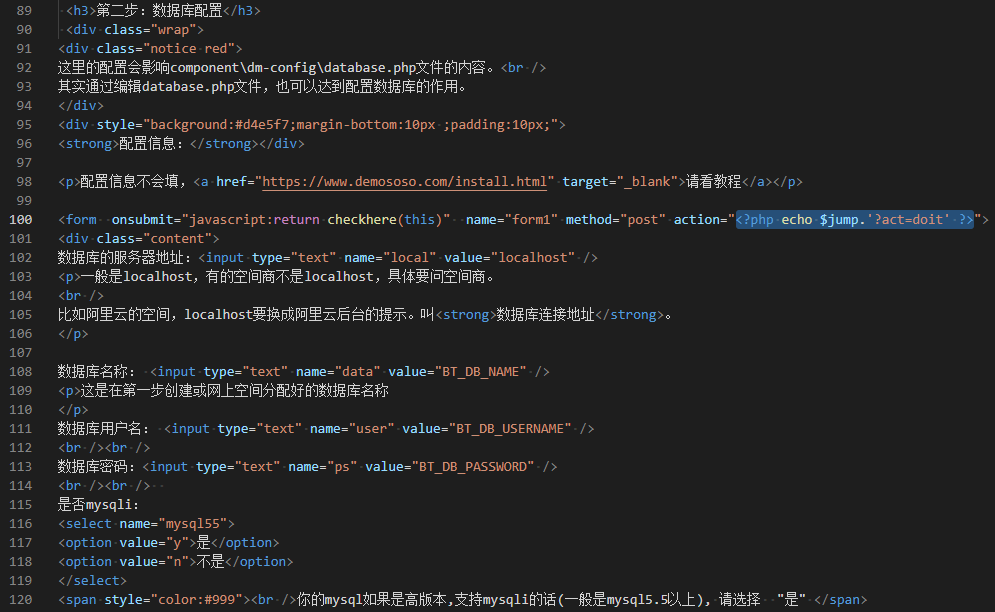 89 <h3>第二步：数据库配置</h3>
90 <div class="wrap">
91 <div class="notice red">
92 这里的配置会影响component\dm-config\database.php文件的内容。<br />
93 其实通过编辑database.php文件，也可以达到配置数据库的作用。
94 </div>
95 <div style="background:#d4e5f7;margin-bottom:10px ;padding:10px;">
96 <strong>配置信息：</strong></div>
97
98 <p>配置信息不会填，<a href="https://www.demososo.com/install.html" target="_blank">请看教程</a></p>
99
100 <form  onsubmit="javascript:return checkhere(this)"  name="form1" method="post" action="<?php echo $jump.'?act=doit' ?>">
101 <div class="content">
102 数据库的服务器地址：<input type="text" name="local" value="localhost" />
103 <p>一般是localhost，有的空间商不是localhost，具体要问空间商。
104 <br />
105 比如阿里云的空间，localhost要换成阿里云后台的提示。叫<strong>数据库连接地址</strong>。
106 </p>
107
108 数据库名称： <input type="text" name="data" value="BT_DB_NAME" />
109 <p>这是在第一步创建或网上空间分配好的数据库名称
110 </p>
111 数据库用户名： <input type="text" name="user" value="BT_DB_USERNAME" />
112 <br /><br />
113 数据库密码：<input type="text" name="ps" value="BT_DB_PASSWORD" />
114 <br /><br />
115 是否mysqli：
116 <select name="mysql55">
117 <option value="y">是</option>
118 <option value="n">不是</option>
119 </select>
120 <span style="color:#999"><br />你的mysql如果是高版本,支持mysqli的话(一般是mysql5.5以上), 请选择  "是" </span>